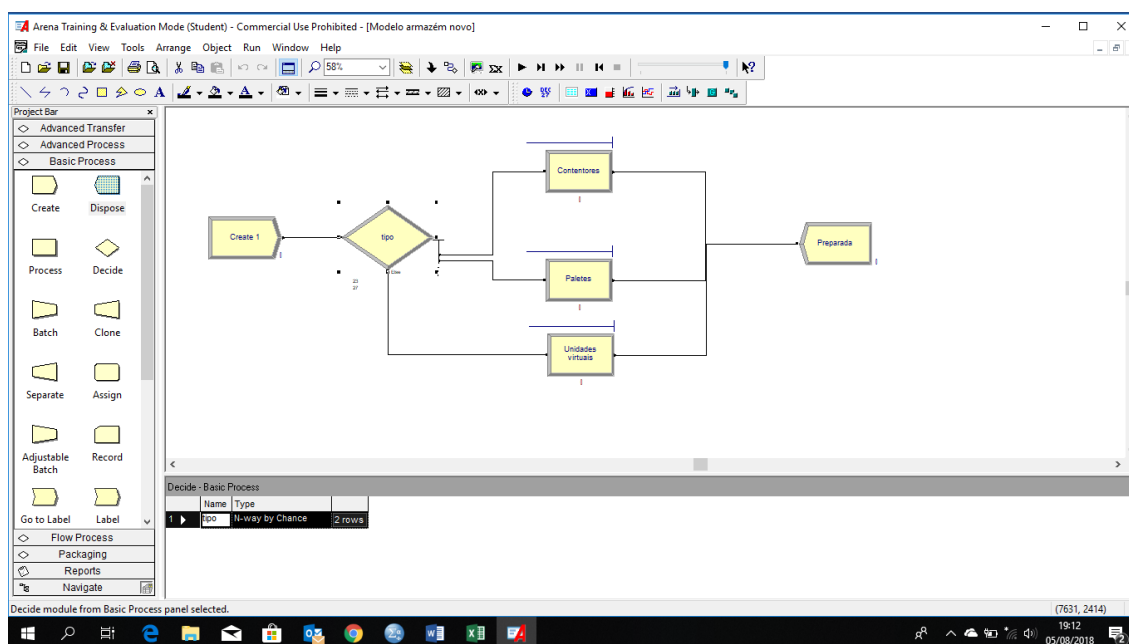 Arena Training & Evaluation Mode (Student) - Commercial Use Prohibited - [Modelo armazém novo]
File Edit View Tools Arrange Object Run Window Help
58%
Project Bar
Advanced Transfer
Advanced Process
Basic Process
Create Dispose
Process Decide
Batch Clone
Separate Assign
Adjustable Record
Batch
Go to Label Label
Flow Process
Packaging
Reports
Navigate
Contentores
Create 1
tipo
Preparada
Else
Paletes
Unidades
virtuais
Decide - Basic Process
Name Type
1 tipo N-way by Chance 2 rows
Decide module from Basic Process panel selected.
(7631, 2414)
19:12
05/08/2018